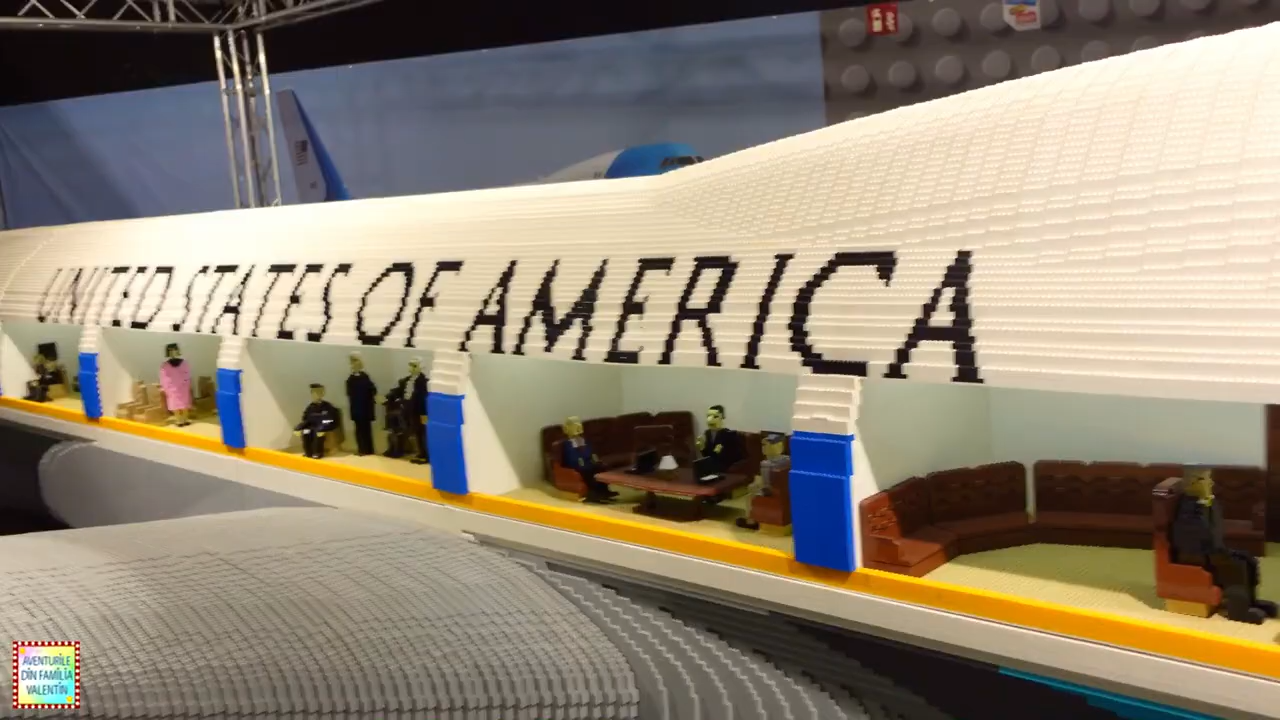 UNITED STATES OF AMERICA
AVENTURILE
DIN FAMILIA
VALENTIN